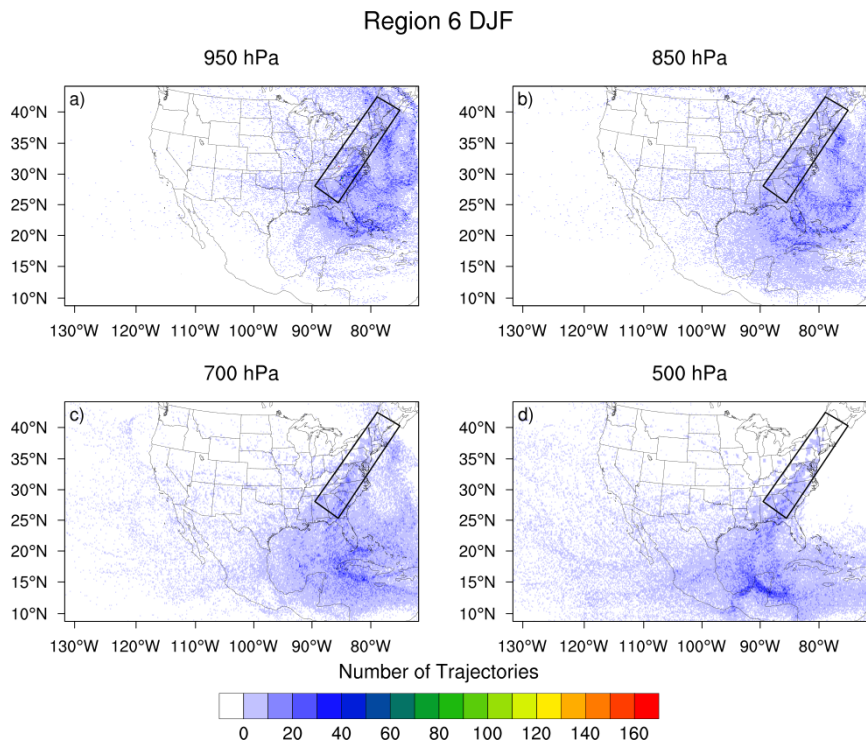 Region 6 DJF
950 hPa
850 hPa
a)
40°N
35°N
30°N
25°N
20°N
15°N
10°N
130°W 120°W 110°W 100°W 90°W 80°W
b)
40°N
35°N
30°N
25°N
20°N
15°N
10°N
130°W 120°W 110°W 100°W 90°W 80°W
700 hPa
500 hPa
c)
40°N
35°N
30°N
25°N
20°N
15°N
10°N
130°W 120°W 110°W 100°W 90°W 80°W
d)
40°N
35°N
30°N
25°N
20°N
15°N
10°N
130°W 120°W 110°W 100°W 90°W 80°W
Number of Trajectories
0 20 40 60 80 100 120 140 160